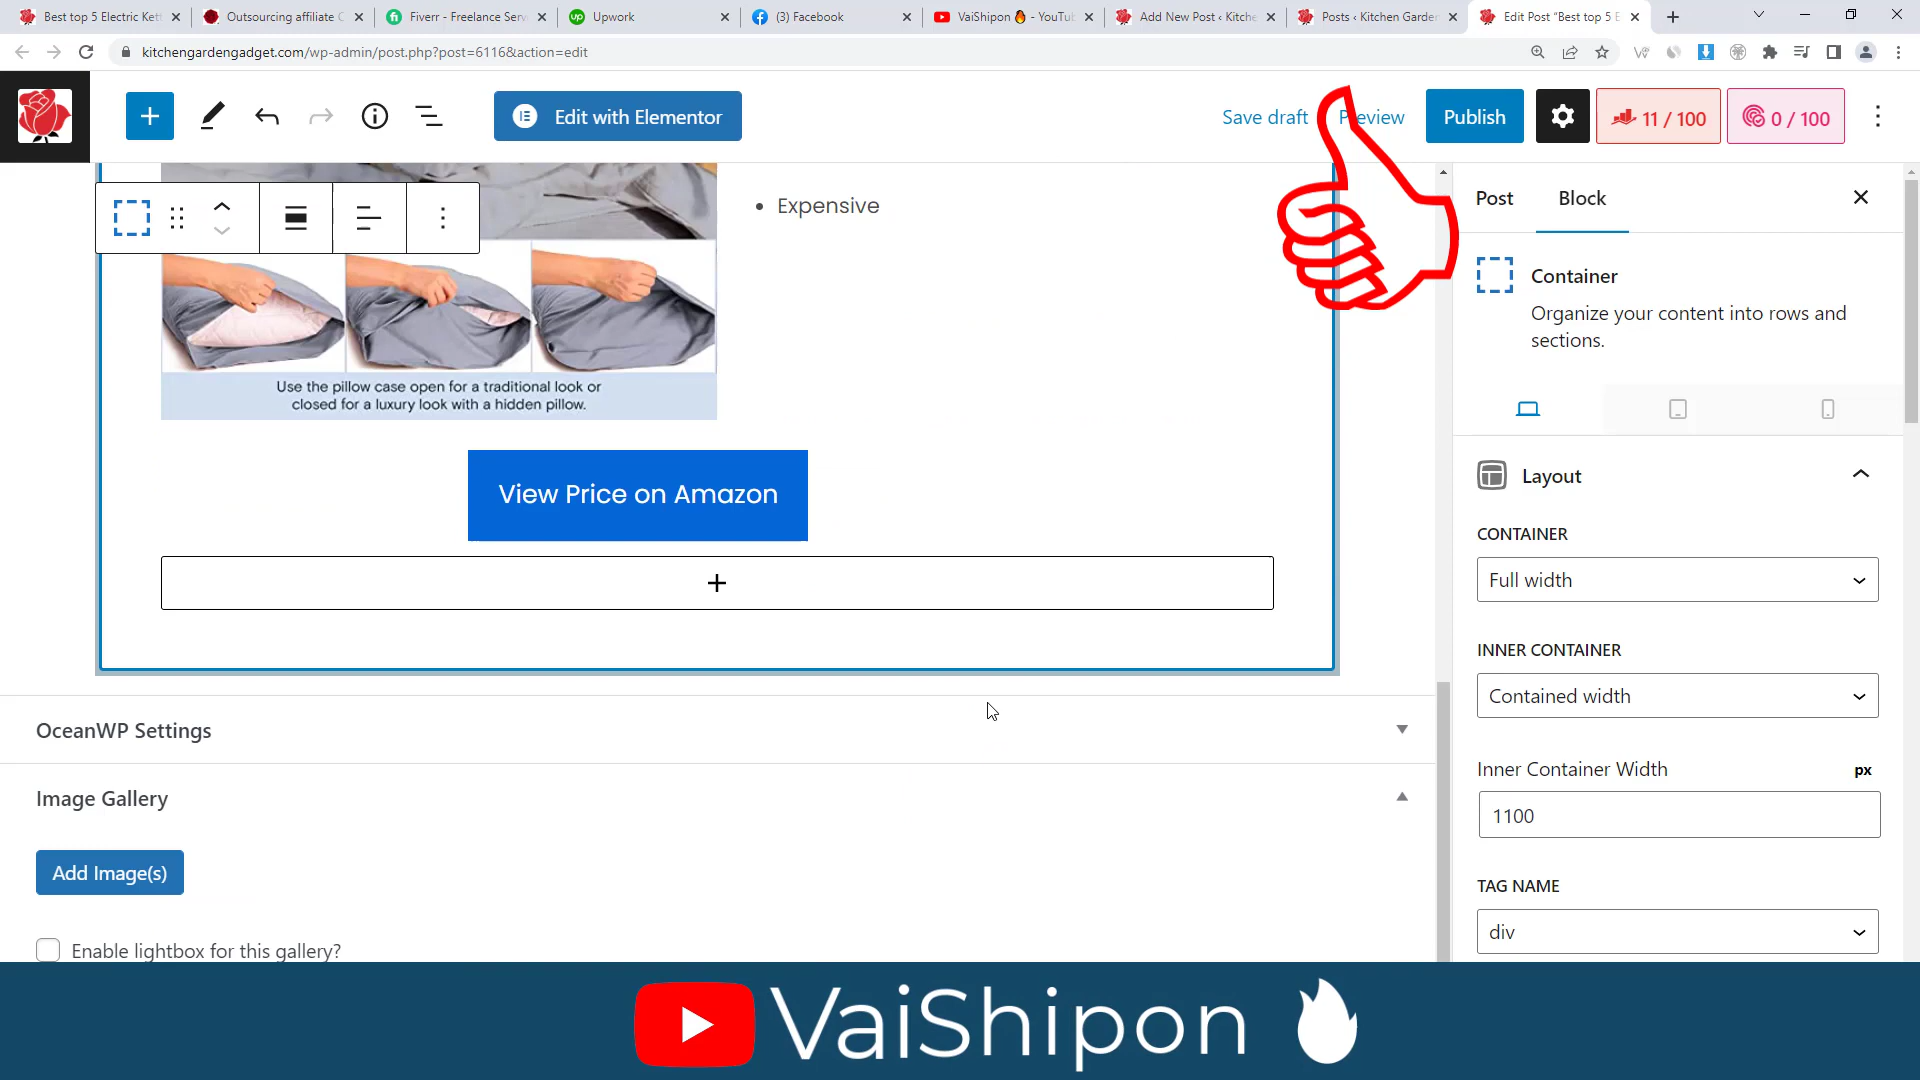 Best top 5 Electric Kett
Outsourcing affiliate C
Fiverr - Freelance Serv
Upwork
(3) Facebook
VaiShipon 🔥 - YouTub
Add New Post ‹ Kitche
Posts ‹ Kitchen Garde
Edit Post "Best top 5 E
kitchengardengadget.com/wp-admin/post.php?post=6116&action=edit
Edit with Elementor
Save draft
Preview
Publish
11 / 100
0 / 100
Expensive
Post
Block
Container
Organize your content into rows and
sections.
Use the pillow case open for a traditional look or
closed for a luxury look with a hidden pillow.
View Price on Amazon
Layout
CONTAINER
Full width
INNER CONTAINER
Contained width
Inner Container Width
px
1100
TAG NAME
div
OceanWP Settings
Image Gallery
Add Image(s)
Enable lightbox for this gallery?
VaiShipon